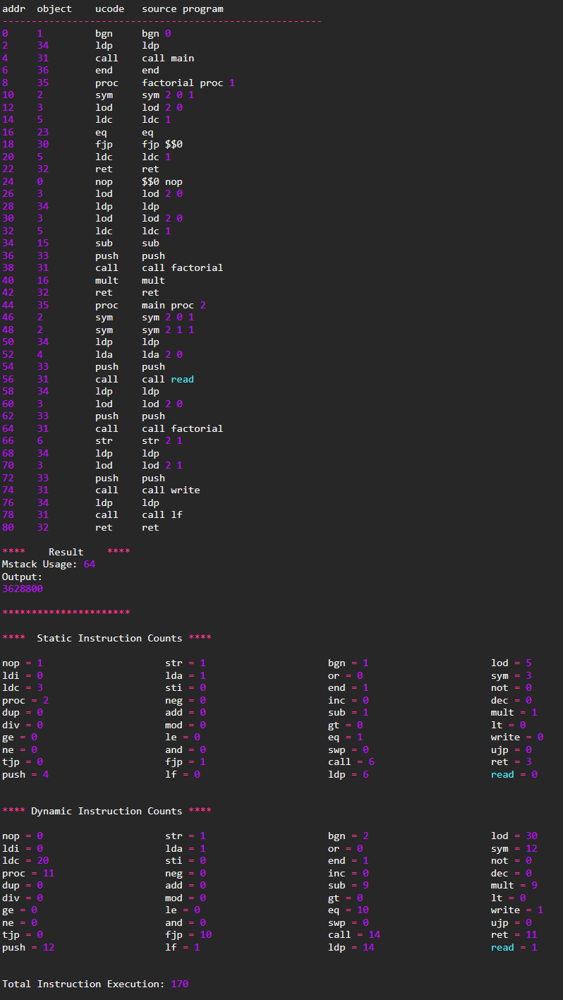 addr  object    ucode   source program
-------------------------------------------------------
0     1         bgn     bgn 0
2     34        ldp     ldp
4     31        call    call main
6     36        end     end
8     35        proc    factorial proc 1
10    2         sym     sym 2 0 1
12    3         lod     lod 2 0
14    5         ldc     ldc 1
16    23        eq      eq
18    30        fjp     fjp $$0
20    5         ldc     ldc 1
22    32        ret     ret
24    0         nop     $$0 nop
26    3         lod     lod 2 0
28    34        ldp     ldp
30    3         lod     lod 2 0
32    5         ldc     ldc 1
34    15        sub     sub
36    33        push    push
38    31        call    call factorial
40    16        mult    mult
42    32        ret     ret
44    35        proc    main proc 2
46    2         sym     sym 2 0 1
48    2         sym     sym 2 1 1
50    34        ldp     ldp
52    4         lda     lda 2 0
54    33        push    push
56    31        call    call read
58    34        ldp     ldp
60    3         lod     lod 2 0
62    33        push    push
64    31        call    call factorial
66    6         str     str 2 1
68    34        ldp     ldp
70    3         lod     lod 2 1
72    33        push    push
74    31        call    call write
76    34        ldp     ldp
78    31        call    call lf
80    32        ret     ret
****    Result    ****
Mstack Usage: 64
Output:
3628800
**********************
****  Static Instruction Counts ****
nop = 1                     str = 1                     bgn = 1                     lod = 5
ldi = 0                     lda = 1                     or = 0                      sym = 3
ldc = 3                     sti = 0                     end = 1                     not = 0
proc = 2                    neg = 0                     inc = 0                     dec = 0
dup = 0                     add = 0                     sub = 1                     mult = 1
div = 0                     mod = 0                     gt = 0                      lt = 0
ge = 0                      le = 0                      eq = 1                      write = 0
ne = 0                      and = 0                     swp = 0                     ujp = 0
tjp = 0                     fjp = 1                     call = 6                    ret = 3
push = 4                    lf = 0                      ldp = 6                     read = 0
**** Dynamic Instruction Counts ****
nop = 0                     str = 1                     bgn = 2                     lod = 30
ldi = 0                     lda = 1                     or = 0                      sym = 12
ldc = 20                    sti = 0                     end = 1                     not = 0
proc = 11                   neg = 0                     inc = 0                     dec = 0
dup = 0                     add = 0                     sub = 9                     mult = 9
div = 0                     mod = 0                     gt = 0                      lt = 0
ge = 0                      le = 0                      eq = 10                     write = 1
ne = 0                      and = 0                     swp = 0                     ujp = 0
tjp = 0                     fjp = 10                    call = 14                   ret = 11
push = 12                   lf = 1                      ldp = 14                    read = 1
Total Instruction Execution: 170